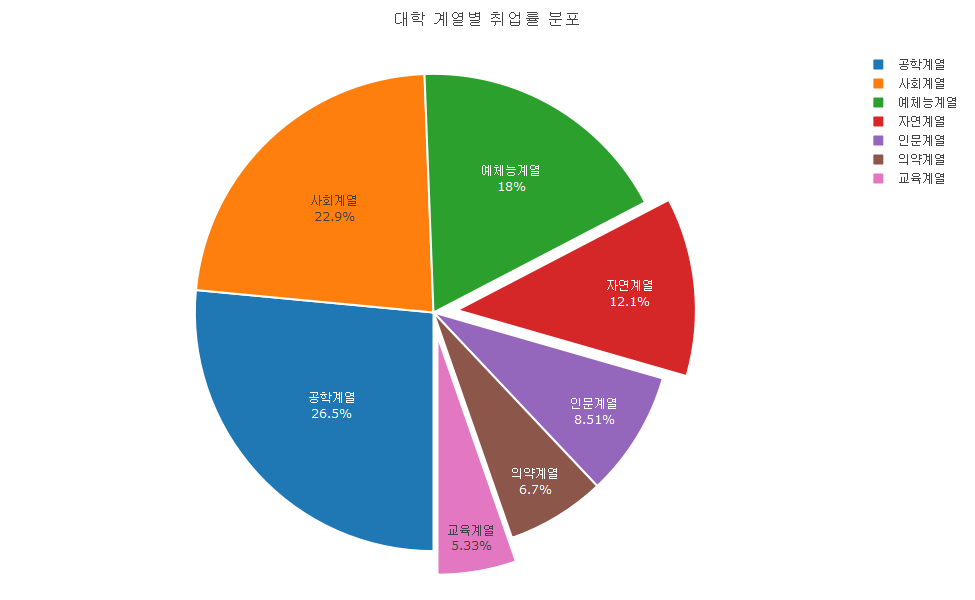 대학 계열별 취업률 분포
공학계열
사회계열
예체능계열
자연계열
인문계열
의약계열
교육계열
예체능계열
18%
사회계열
22.9%
자연계열
12.1%
공학계열
26.5%
인문계열
8.51%
의약계열
6.7%
교육계열
5.33%